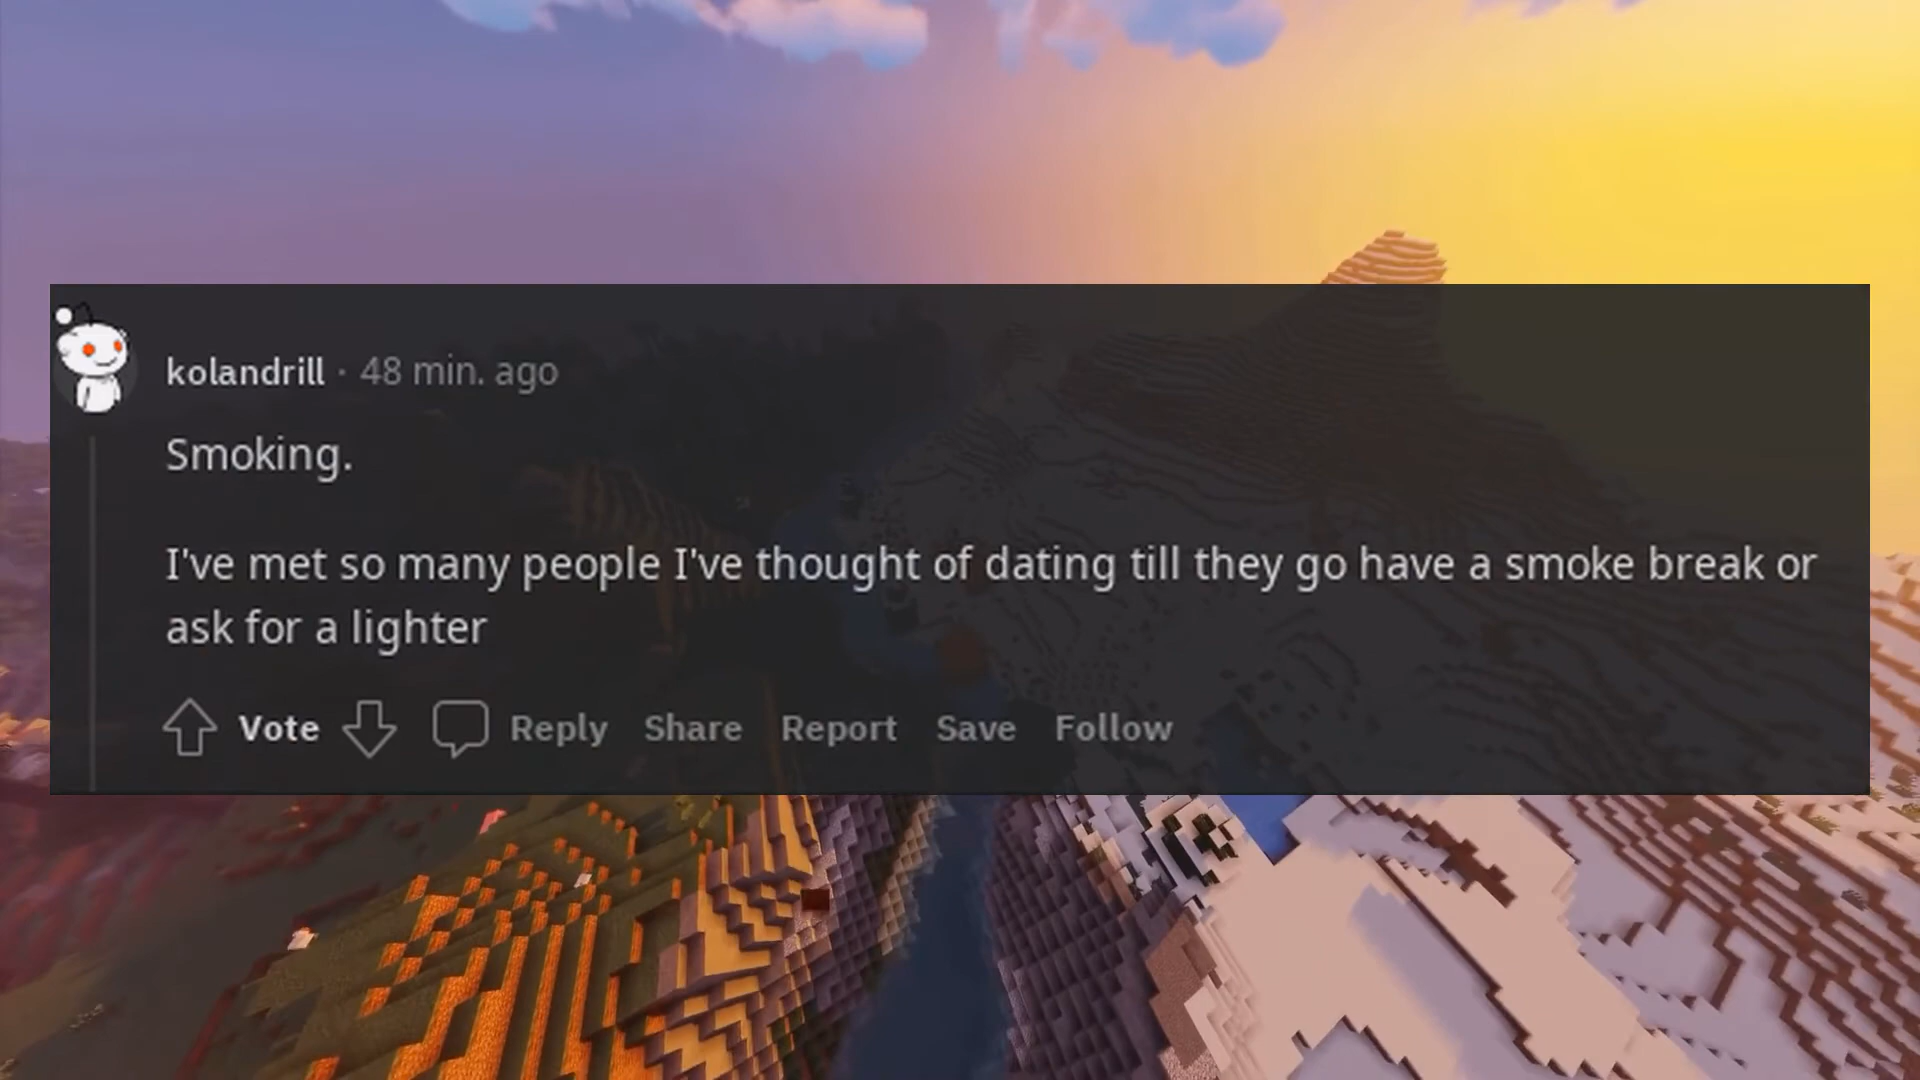 kolandrill · 48 min. ago
Smoking.
I've met so many people I've thought of dating till they go have a smoke break or
ask for a lighter
Vote Reply Share Report Save Follow